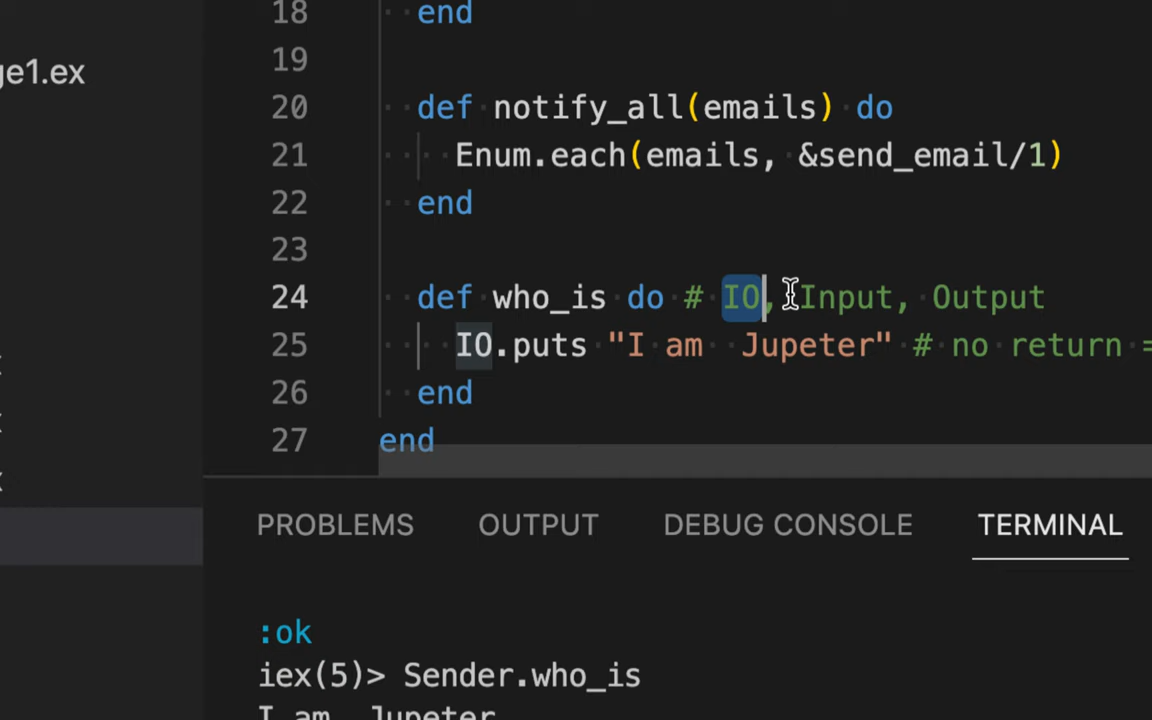 ge1.ex
18 end
19
20 def notify_all(emails) do
21 Enum.each(emails, &send_email/1)
22 end
23
24 def who_is do # IO, Input, Output
25 IO.puts "I am  Jupeter" # no return =
26 end
27 end
PROBLEMS OUTPUT DEBUG CONSOLE TERMINAL
:ok
iex(5)> Sender.who_is
I am  Jupeter